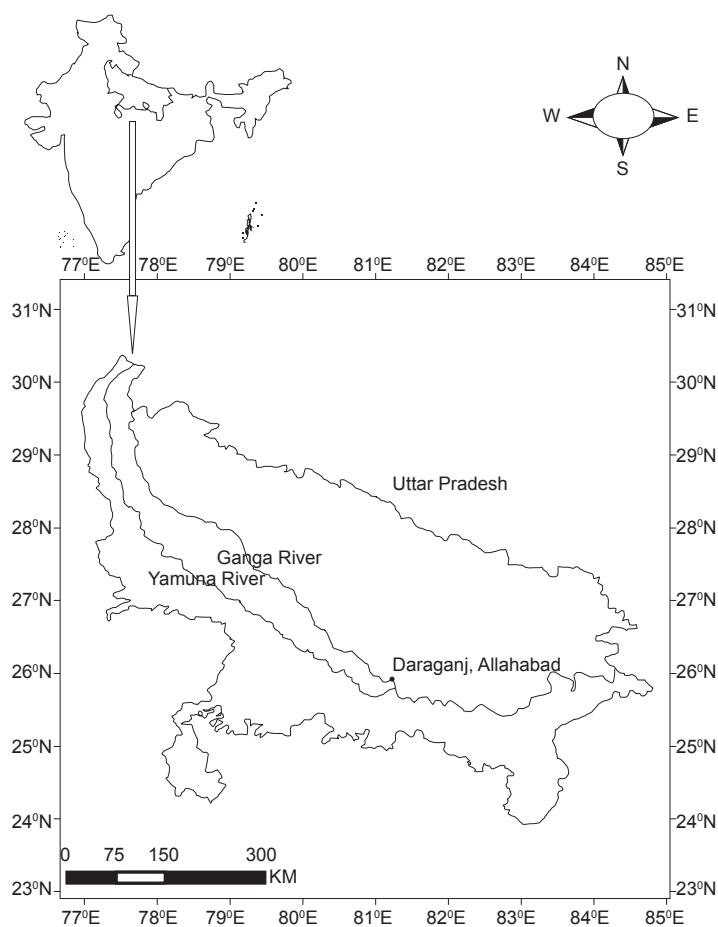 N
W E
S
77⁰E 78⁰E 79⁰E 80⁰E 81⁰E 82⁰E 83⁰E 84⁰E 85⁰E
31⁰N 31⁰N
30⁰N 30⁰N
29⁰N 29⁰N
Uttar Pradesh
28⁰N 28⁰N
Ganga River
Yamuna River
27⁰N 27⁰N
Daraganj, Allahabad
26⁰N 26⁰N
25⁰N 25⁰N
24⁰N 24⁰N
0 75 150 300
KM
23⁰N 23⁰N
77⁰E 78⁰E 79⁰E 80⁰E 81⁰E 82⁰E 83⁰E 84⁰E 85⁰E